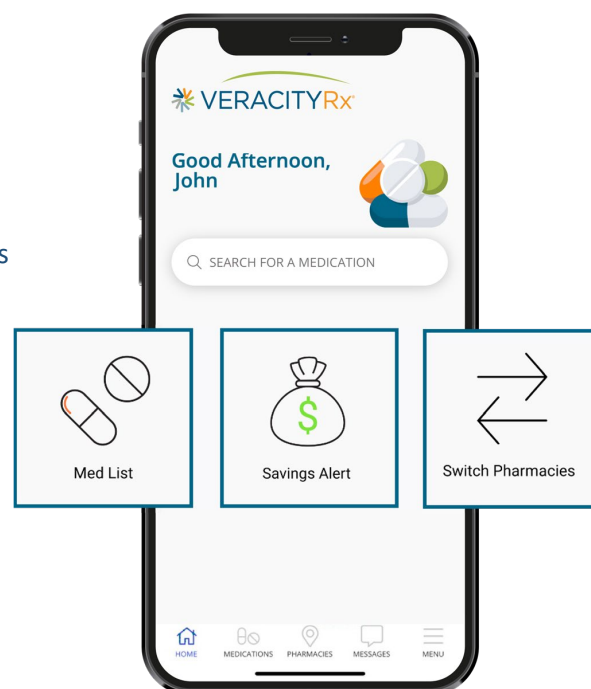 VERACITYRx
Good Afternoon,
John
s
SEARCH FOR A MEDICATION
$
Med List
Savings Alert
Switch Pharmacies
HOME
MEDICATIONS
PHARMACIES
MESSAGES
MENU